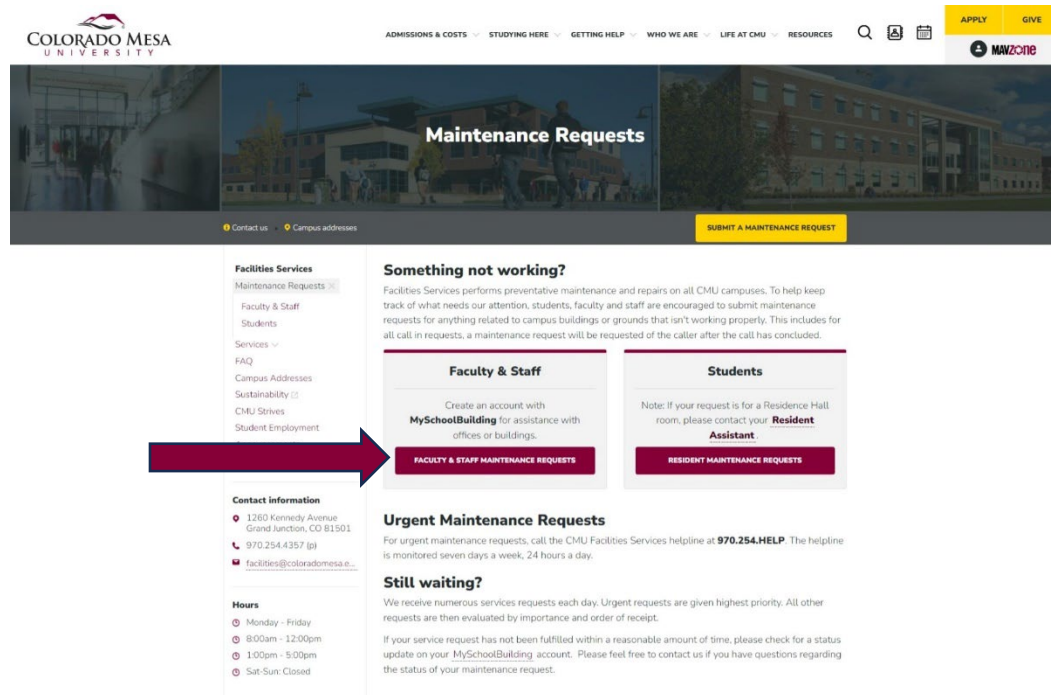 COLORADO MESA
UNIVERSITY
ADMISSIONS & COSTS STUDYING HERE GETTING HELP WHO WE ARE LIFE AT CMU RESOURCES
APPLY GIVE
MAVZONE
Maintenance Requests
Contact us Campus addresses
SUBMIT A MAINTENANCE REQUEST
Facilities Services
Maintenance Requests
Faculty & Staff
Students
Services
FAQ
Campus Addresses
Sustainability
CMU Strives
Student Employment
Contact information
1260 Kennedy Avenue
Grand Junction, CO 81501
970.254.4357 (p)
facilities@coloradomesa.e...
Hours
Monday - Friday
8:00am - 12:00pm
1:00pm - 5:00pm
Sat-Sun: Closed
Something not working?
Facilities Services performs preventative maintenance and repairs on all CMU campuses. To help keep
track of what needs our attention, students, faculty and staff are encouraged to submit maintenance
requests for anything related to campus buildings or grounds that isn't working properly. This includes for
all call in requests, a maintenance request will be requested of the caller after the call has concluded.
Faculty & Staff
Create an account with
MySchoolBuilding for assistance with
offices or buildings.
FACULTY & STAFF MAINTENANCE REQUESTS
Students
Note: If your request is for a Residence Hall
room, please contact your Resident
Assistant.
RESIDENT MAINTENANCE REQUESTS
Urgent Maintenance Requests
For urgent maintenance requests, call the CMU Facilities Services helpline at 970.254.HELP. The helpline
is monitored seven days a week, 24 hours a day.
Still waiting?
We receive numerous services requests each day. Urgent requests are given highest priority. All other
requests are then evaluated by importance and order of receipt.
If your service request has not been fulfilled within a reasonable amount of time, please check for a status
update on your MySchoolBuilding account. Please feel free to contact us if you have questions regarding
the status of your maintenance request.